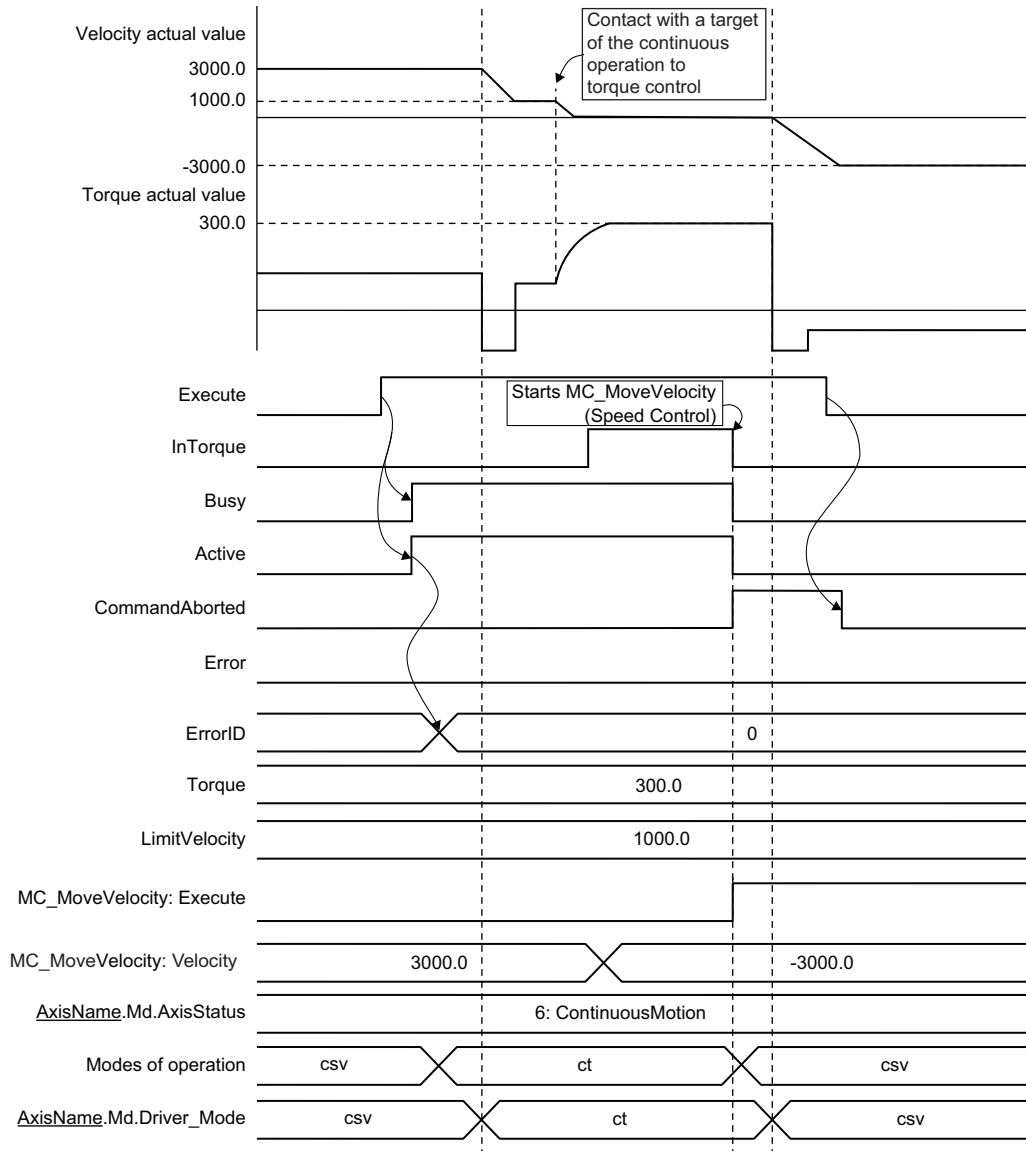 Velocity actual value
3000.0
1000.0
-3000.0
Contact with a target
of the continuous
operation to
torque control
Torque actual value
300.0
Execute
Starts MC_MoveVelocity
(Speed Control)
InTorque
Busy
Active
CommandAborted
Error
ErrorID
0
Torque
300.0
LimitVelocity
1000.0
MC_MoveVelocity: Execute
MC_MoveVelocity: Velocity
3000.0
-3000.0
AxisName.Md.AxisStatus
6: ContinuousMotion
Modes of operation
csv
ct
csv
AxisName.Md.Driver_Mode
csv
ct
csv